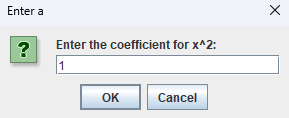 Enter a
Enter the coefficient for x^2:
1
OK Cancel